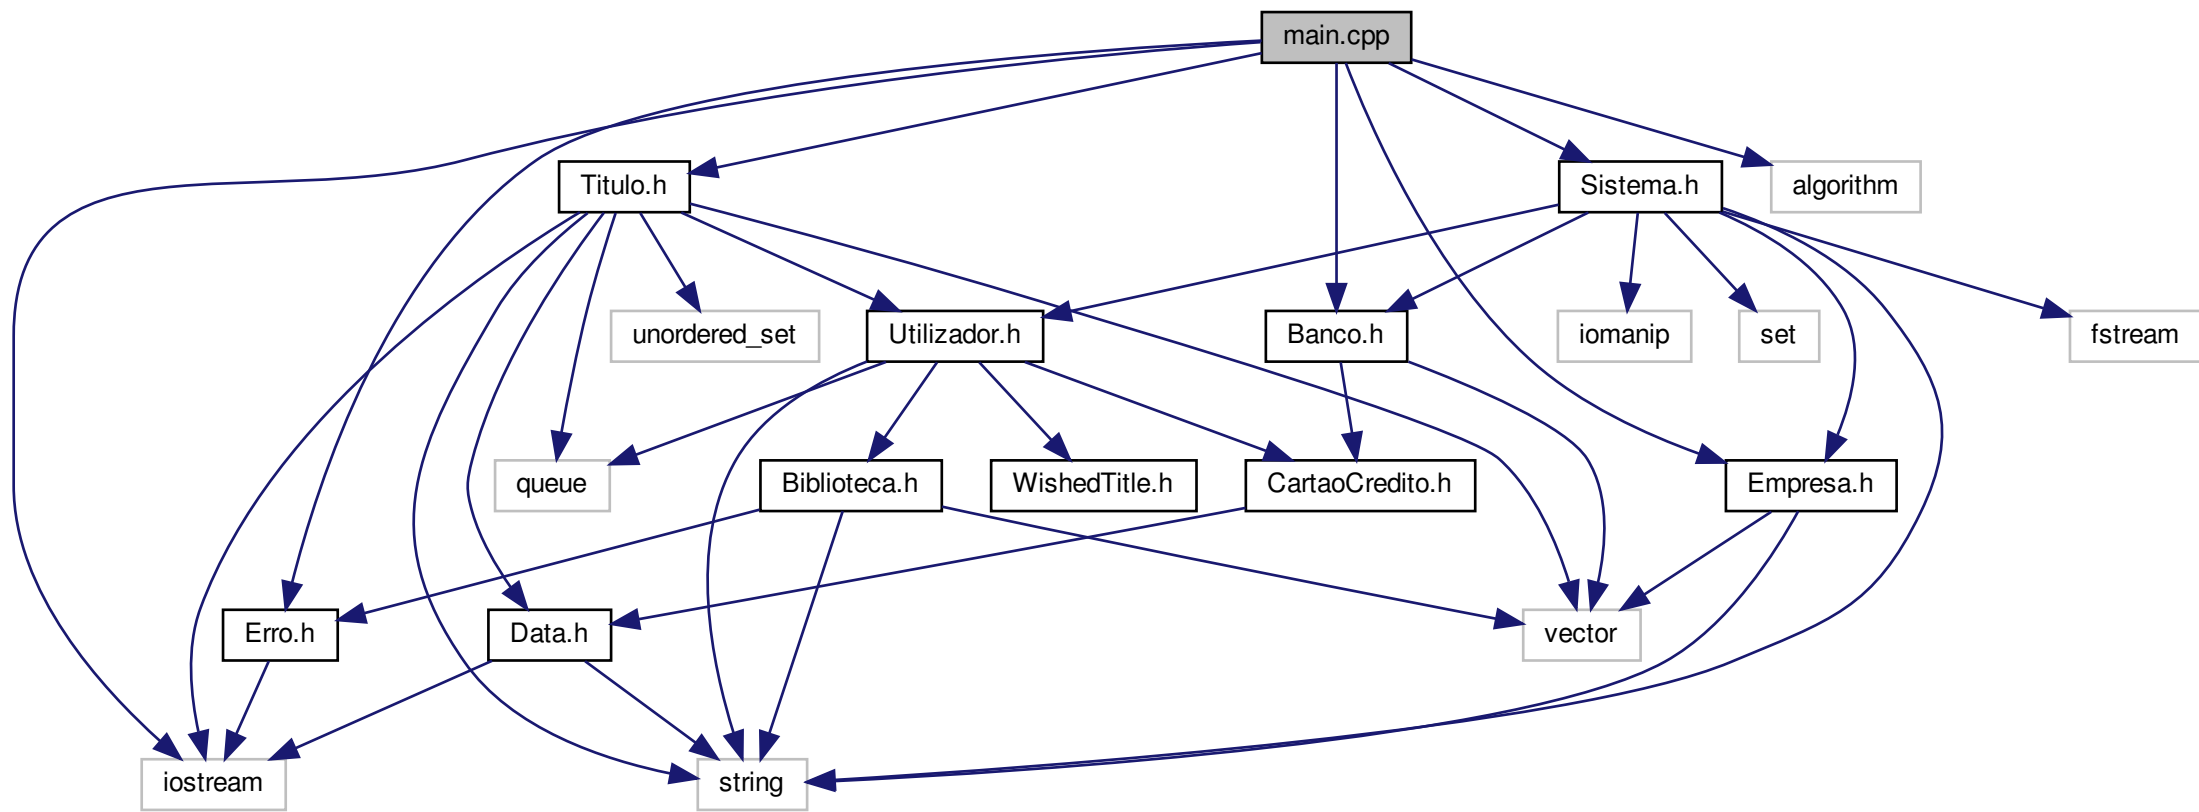 main.cpp
Titulo.h
Sistema.h
algorithm
unordered_set
Utilizador.h
Banco.h
iomanip
set
fstream
queue
Biblioteca.h
WishedTitle.h
CartaoCredito.h
Empresa.h
Erro.h
Data.h
vector
iostream
string